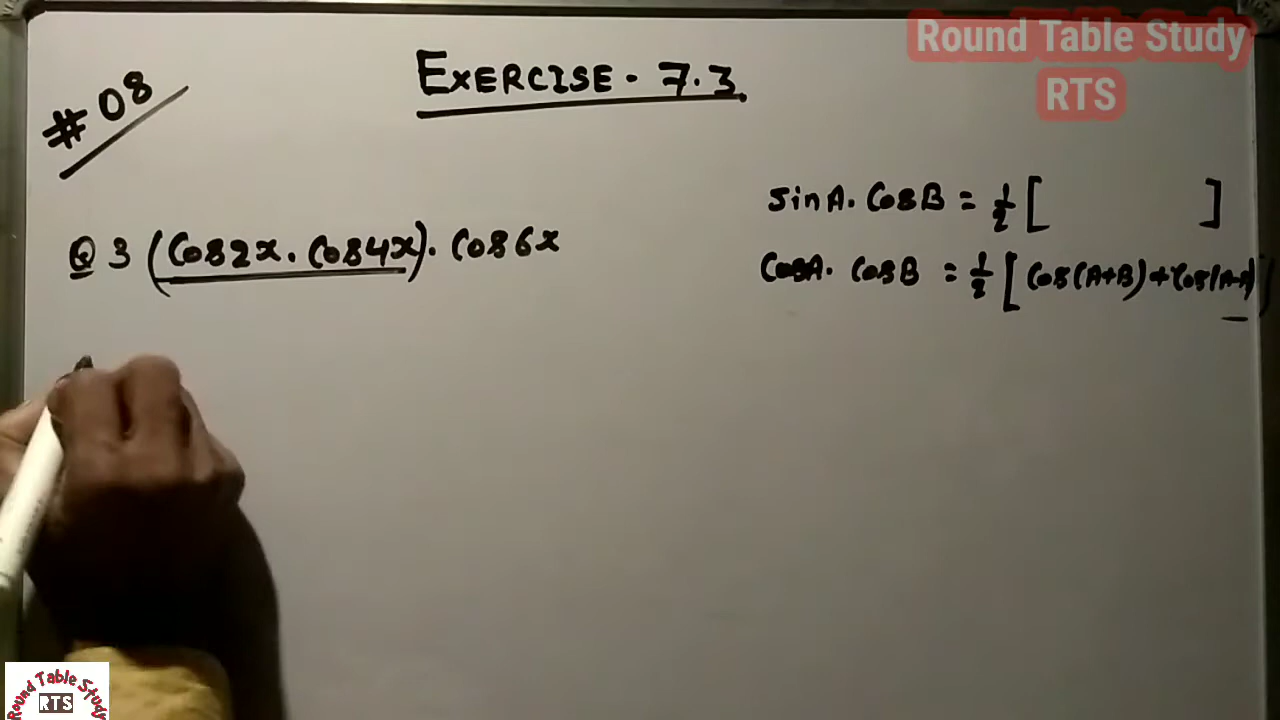 Round Table Study
RTS
# 08
EXERCISE - 7.3
sin A. Cos B = 1/2 [ ]
Q 3 (Cos 2x . Cos 4x) . Cos 6x
Cos A. Cos B = 1/2 [Cos (A+B) + Cos (A-B)]
Round Table Study
RTS